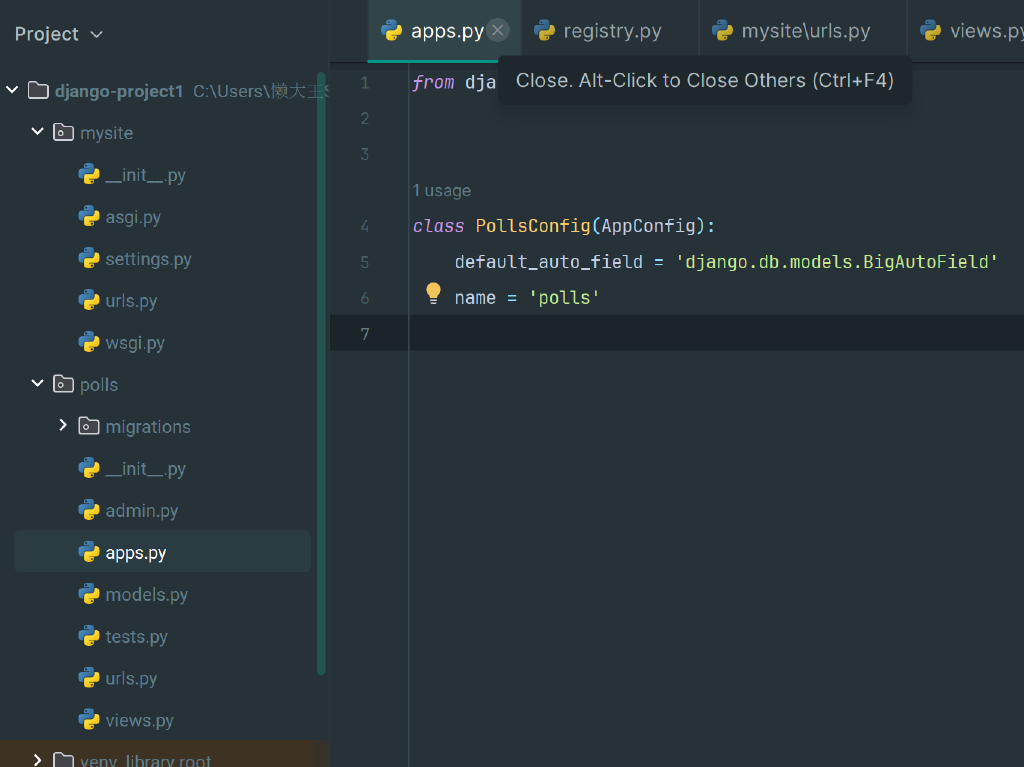 Project
apps.py
registry.py
mysite\urls.py
views.py
Close. Alt-Click to Close Others (Ctrl+F4)
django-project1 C:\Users\懒大王
mysite
__init__.py
asgi.py
settings.py
urls.py
wsgi.py
polls
migrations
__init__.py
admin.py
apps.py
models.py
tests.py
urls.py
views.py
venv library root
1 from dja
2
3
1 usage
4 class PollsConfig(AppConfig):
5 default_auto_field = 'django.db.models.BigAutoField'
6 name = 'polls'
7